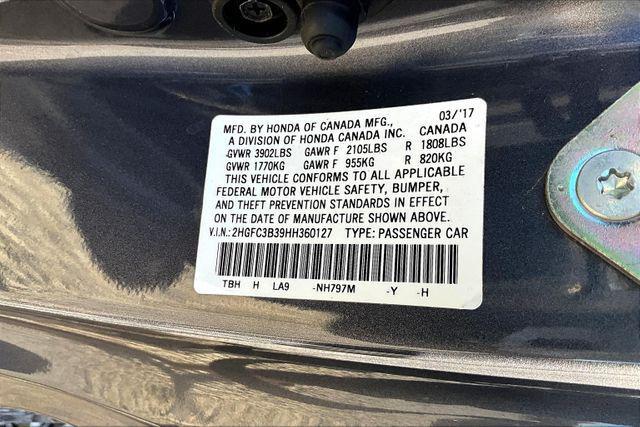 03/'17
MFD. BY HONDA OF CANADA MFG.,
A DIVISION OF HONDA CANADA INC. CANADA
GVWR 3902LBS GAWR F 2105LBS R 1808LBS
GVWR 1770KG GAWR F 955KG R 820KG
THIS VEHICLE CONFORMS TO ALL APPLICABLE
FEDERAL MOTOR VEHICLE SAFETY, BUMPER,
AND THEFT PREVENTION STANDARDS IN EFFECT
ON THE DATE OF MANUFACTURE SHOWN ABOVE.
V.I.N.: 2HGFC3B39HH360127 TYPE: PASSENGER CAR
TBH H LA9 -NH797M -Y -H